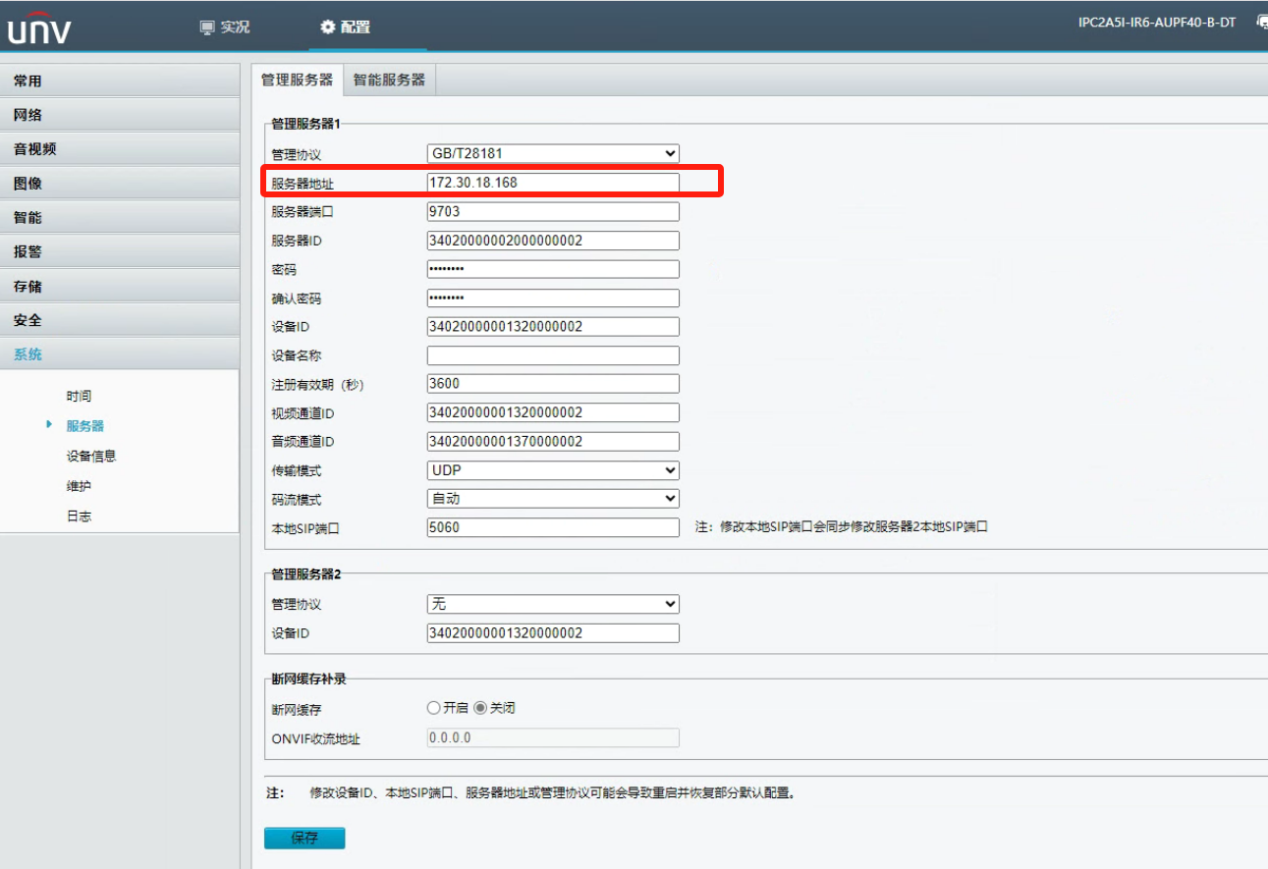 unv 实况 配置 IPC2A5I-IR6-AUPF40-B-DT
常用
网络
音视频
图像
智能
报警
存储
安全
系统
时间
服务器
设备信息
维护
日志
管理服务器 智能服务器
管理服务器1
管理协议 GB/T28181
服务器地址 172.30.18.168
服务器端口 9703
服务器ID 34020000002000000002
密码 ••••••••
确认密码 ••••••••
设备ID 34020000001320000002
设备名称
注册有效期（秒） 3600
视频通道ID 34020000001320000002
音频通道ID 34020000001370000002
传输模式 UDP
码流模式 自动
本地SIP端口 5060 注：修改本地SIP端口会同步修改服务器2本地SIP端口
管理服务器2
管理协议 无
设备ID 34020000001320000002
断网缓存补录
断网缓存 开启 关闭
ONVIF收流地址 0.0.0.0
注： 修改设备ID、本地SIP端口、服务器地址或管理协议可能会导致重启并恢复部分默认配置。
保存